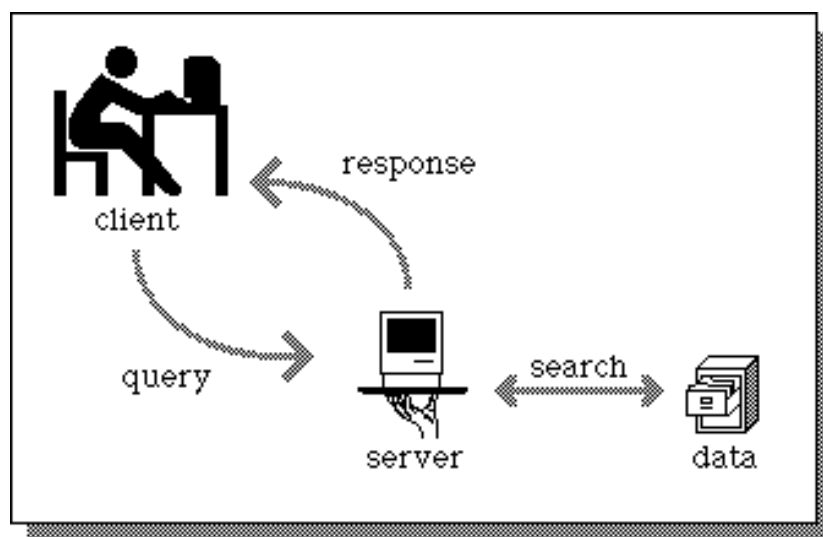 response
client
query
search
server
data